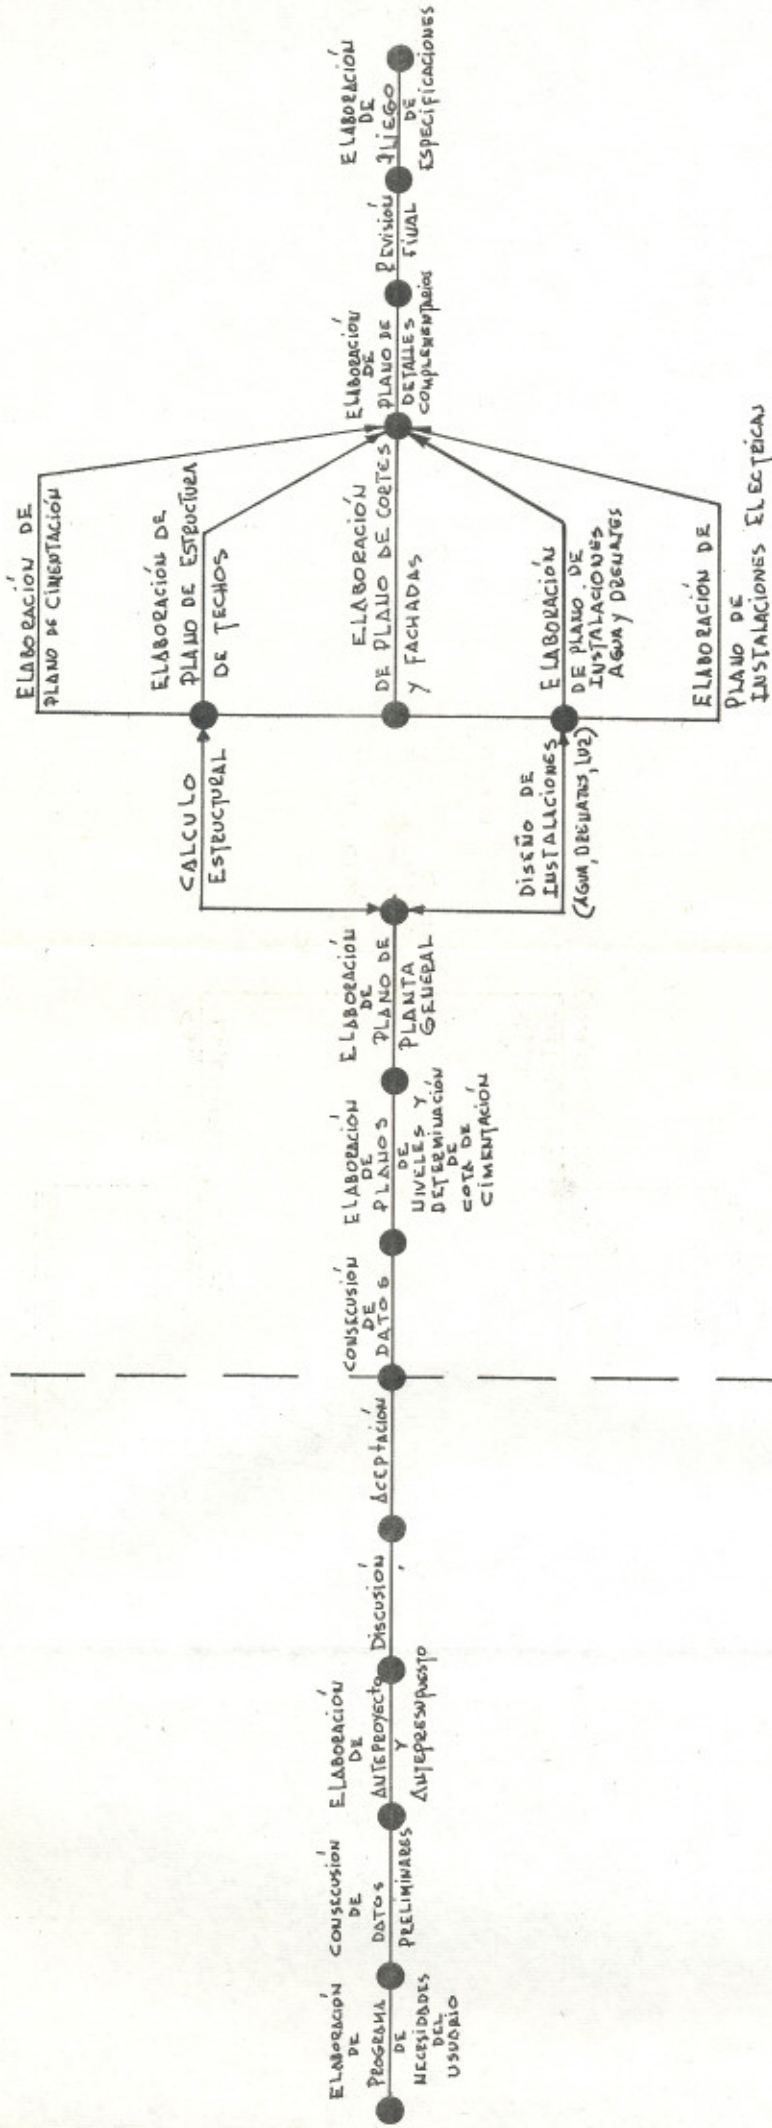 ELABORACIÓN
DE
PROGRAMA
DE
NECESIDADES
DEL
USUARIO
CONSECUSIÓN
DE
DATOS
PRELIMINARES
ELABORACIÓN
DE
ANTEPROYECTO
Y
ANTEPRESUPUESTO
DISCUSIÓN
ACEPTACIÓN
CONSECUSIÓN
DE
DATOS
ELABORACIÓN
DE
PLANOS
DE
NIVELES Y
DETERMINACIÓN
DE
COTA DE
CIMENTACIÓN
ELABORACIÓN
DE
PLANO DE
PLANTA
GENERAL
CALCULO
ESTRUCTURAL
DISEÑO DE
INSTALACIONES
(AGUA, DRENATES, LUZ)
ELABORACIÓN DE
PLANO DE CIMENTACIÓN
ELABORACIÓN DE
PLANO DE ESTRUCTURA
DE TECHOS
ELABORACIÓN
DE PLANO DE CORTES
Y FACHADAS
ELABORACIÓN
DE PLANO DE
INSTALACIONES
AGUA Y DRENATES
ELABORACIÓN DE
PLANO DE
INSTALACIONES ELECTRICAS
ELABORACIÓN
DE
PLANO DE
DETALLES
COMPLEMENTARIOS
REVISIÓN
FINAL
ELABORACIÓN
DE
PLIEGO
DE
ESPECIFICACIONES